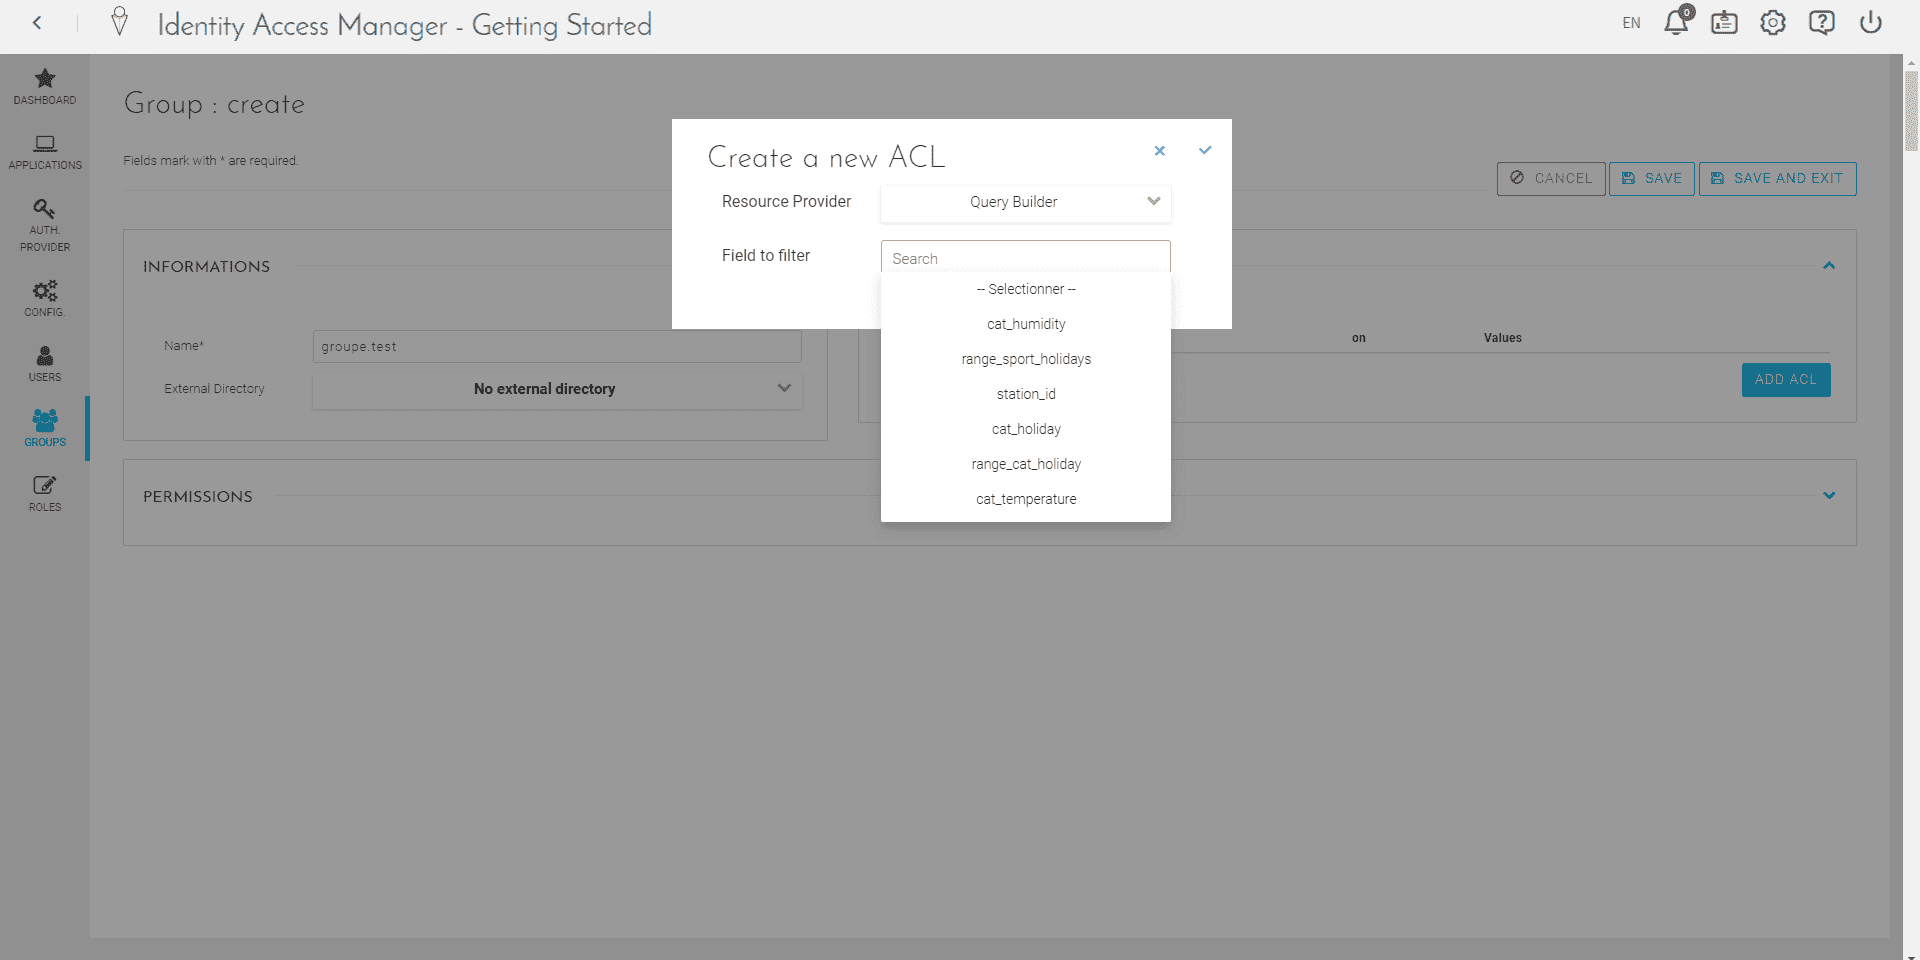 Identity Access Manager - Getting Started
EN
0
DASHBOARD
APPLICATIONS
AUTH.
PROVIDER
CONFIG.
USERS
GROUPS
ROLES
Group : create
Fields mark with * are required.
CANCEL
SAVE
SAVE AND EXIT
INFORMATIONS
Name*
groupe.test
External Directory
No external directory
on
Values
ADD ACL
PERMISSIONS
Create a new ACL
Resource Provider
Query Builder
Field to filter
Search
-- Selectionner --
cat_humidity
range_sport_holidays
station_id
cat_holiday
range_cat_holiday
cat_temperature